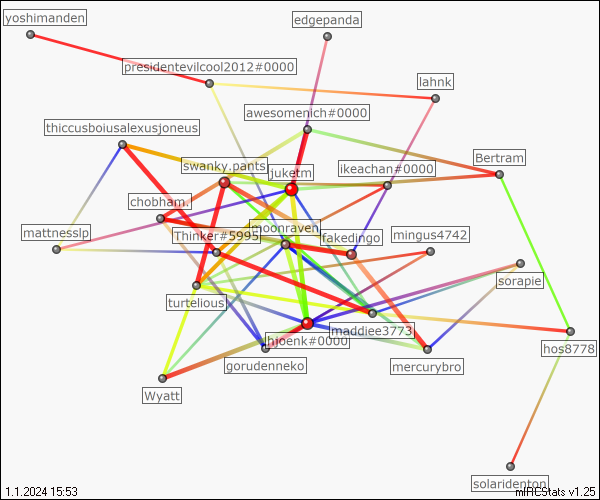 yoshimanden
edgepanda
presidentevilcool2012#0000
lahnk
awesomenich#0000
thiccusboiusalexusjoneus
Bertram
swanky.pants
ikeachan#0000
juketm
chobham.
moonraven
mattnesslp
Thinker#5995
fakedingo
mingus4742
sorapie
turtelious
maddiee3773
hjoenk#0000
hos8778
gorudenneko
mercurybro
Wyatt
solaridenton
1.1.2024 15:53
mIRCStats v1.25